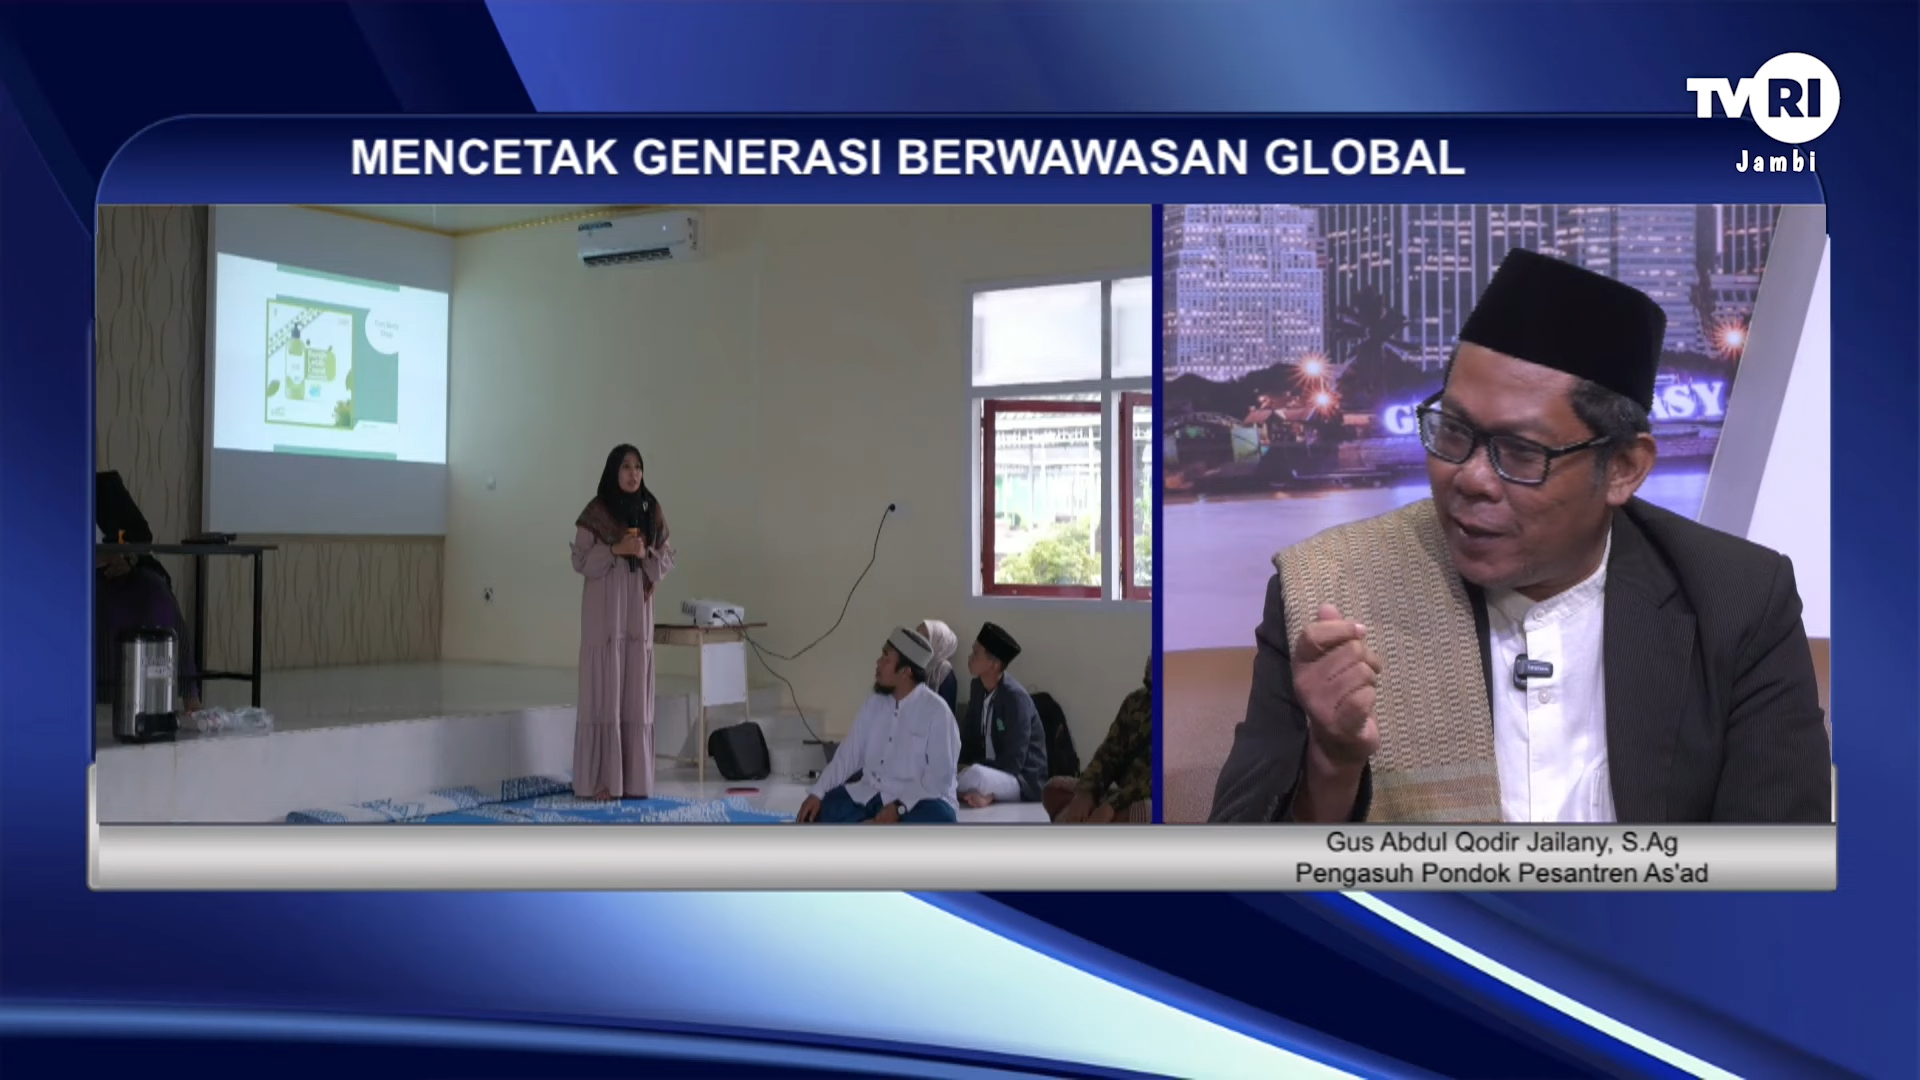 TVRI
Jambi
MENCETAK GENERASI BERWAWASAN GLOBAL
Gus Abdul Qodir Jailany, S.Ag
Pengasuh Pondok Pesantren As'ad